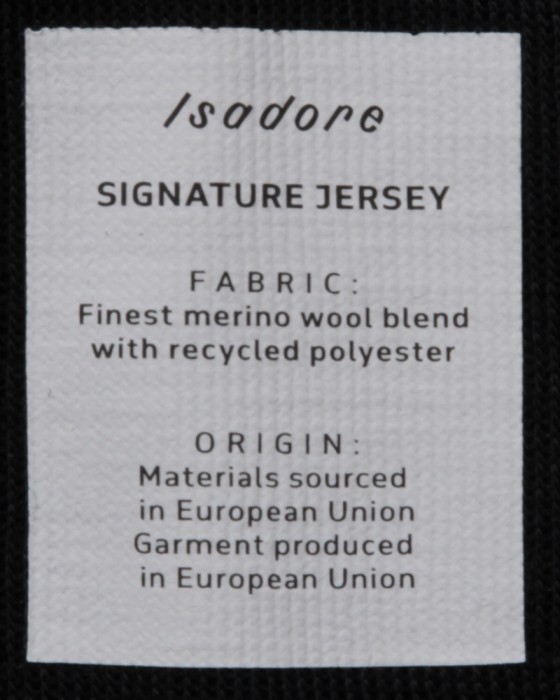 Isadore
SIGNATURE JERSEY
FABRIC:
Finest merino wool blend
with recycled polyester
ORIGIN:
Materials sourced
in European Union
Garment produced
in European Union